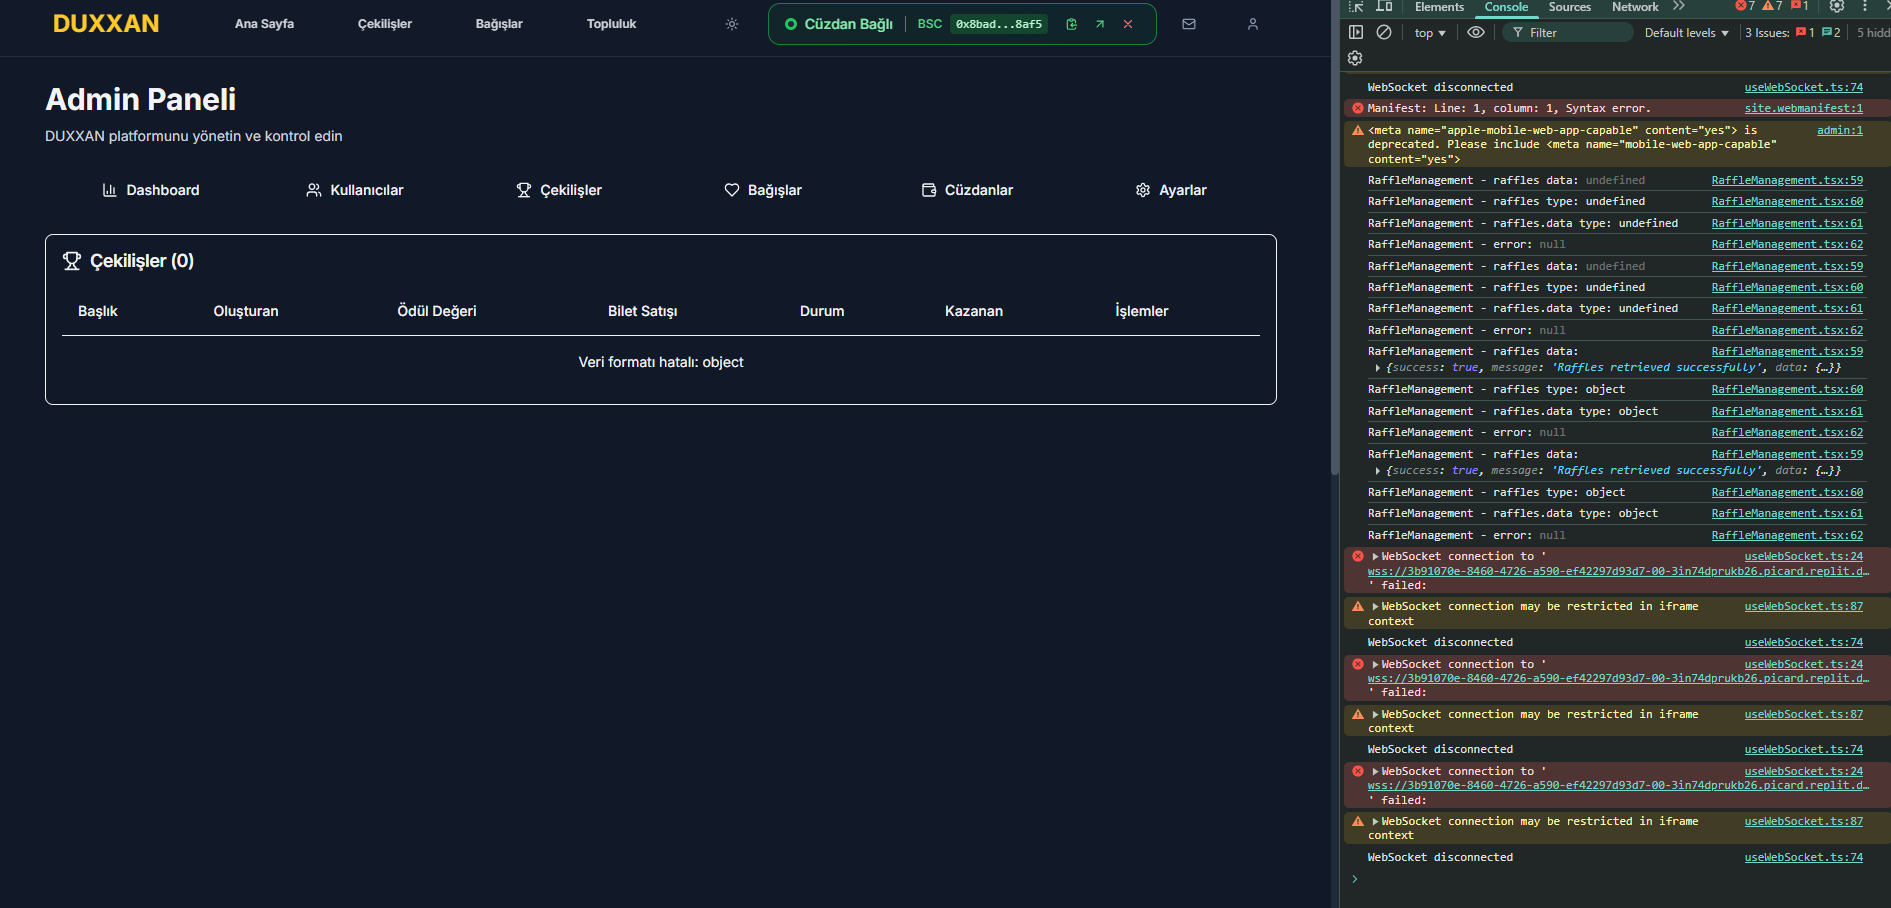 DUXXAN
Ana Sayfa
Çekilişler
Bağışlar
Topluluk
Cüzdan Bağlı
BSC
0x8bad...8af5
Admin Paneli
DUXXAN platformunu yönetin ve kontrol edin
Dashboard
Kullanıcılar
Çekilişler
Bağışlar
Cüzdanlar
Ayarlar
Çekilişler (0)
Başlık
Oluşturan
Ödül Değeri
Bilet Satışı
Durum
Kazanan
İşlemler
Veri formatı hatalı: object
Elements
Console
Sources
Network
7
7
1
top
Filter
Default levels
3 Issues:
1
2
5 hidd
WebSocket disconnected useWebSocket.ts:74
Manifest: Line: 1, column: 1, Syntax error. site.webmanifest:1
<meta name="apple-mobile-web-app-capable" content="yes"> is admin:1
deprecated. Please include <meta name="mobile-web-app-capable"
content="yes">
RaffleManagement - raffles data: undefined RaffleManagement.tsx:59
RaffleManagement - raffles type: undefined RaffleManagement.tsx:60
RaffleManagement - raffles.data type: undefined RaffleManagement.tsx:61
RaffleManagement - error: null RaffleManagement.tsx:62
RaffleManagement - raffles data: undefined RaffleManagement.tsx:59
RaffleManagement - raffles type: undefined RaffleManagement.tsx:60
RaffleManagement - raffles.data type: undefined RaffleManagement.tsx:61
RaffleManagement - error: null RaffleManagement.tsx:62
RaffleManagement - raffles data: RaffleManagement.tsx:59
{success: true, message: 'Raffles retrieved successfully', data: {…}}
RaffleManagement - raffles type: object RaffleManagement.tsx:60
RaffleManagement - raffles.data type: object RaffleManagement.tsx:61
RaffleManagement - error: null RaffleManagement.tsx:62
RaffleManagement - raffles data: RaffleManagement.tsx:59
{success: true, message: 'Raffles retrieved successfully', data: {…}}
RaffleManagement - raffles type: object RaffleManagement.tsx:60
RaffleManagement - raffles.data type: object RaffleManagement.tsx:61
RaffleManagement - error: null RaffleManagement.tsx:62
WebSocket connection to ' useWebSocket.ts:24
wss://3b91070e-8460-4726-a590-ef42297d93d7-00-3in74dprukb26.picard.replit.d…
' failed:
WebSocket connection may be restricted in iframe useWebSocket.ts:87
context
WebSocket disconnected useWebSocket.ts:74
WebSocket connection to ' useWebSocket.ts:24
wss://3b91070e-8460-4726-a590-ef42297d93d7-00-3in74dprukb26.picard.replit.d…
' failed:
WebSocket connection may be restricted in iframe useWebSocket.ts:87
context
WebSocket disconnected useWebSocket.ts:74
WebSocket connection to ' useWebSocket.ts:24
wss://3b91070e-8460-4726-a590-ef42297d93d7-00-3in74dprukb26.picard.replit.d…
' failed:
WebSocket connection may be restricted in iframe useWebSocket.ts:87
context
WebSocket disconnected useWebSocket.ts:74